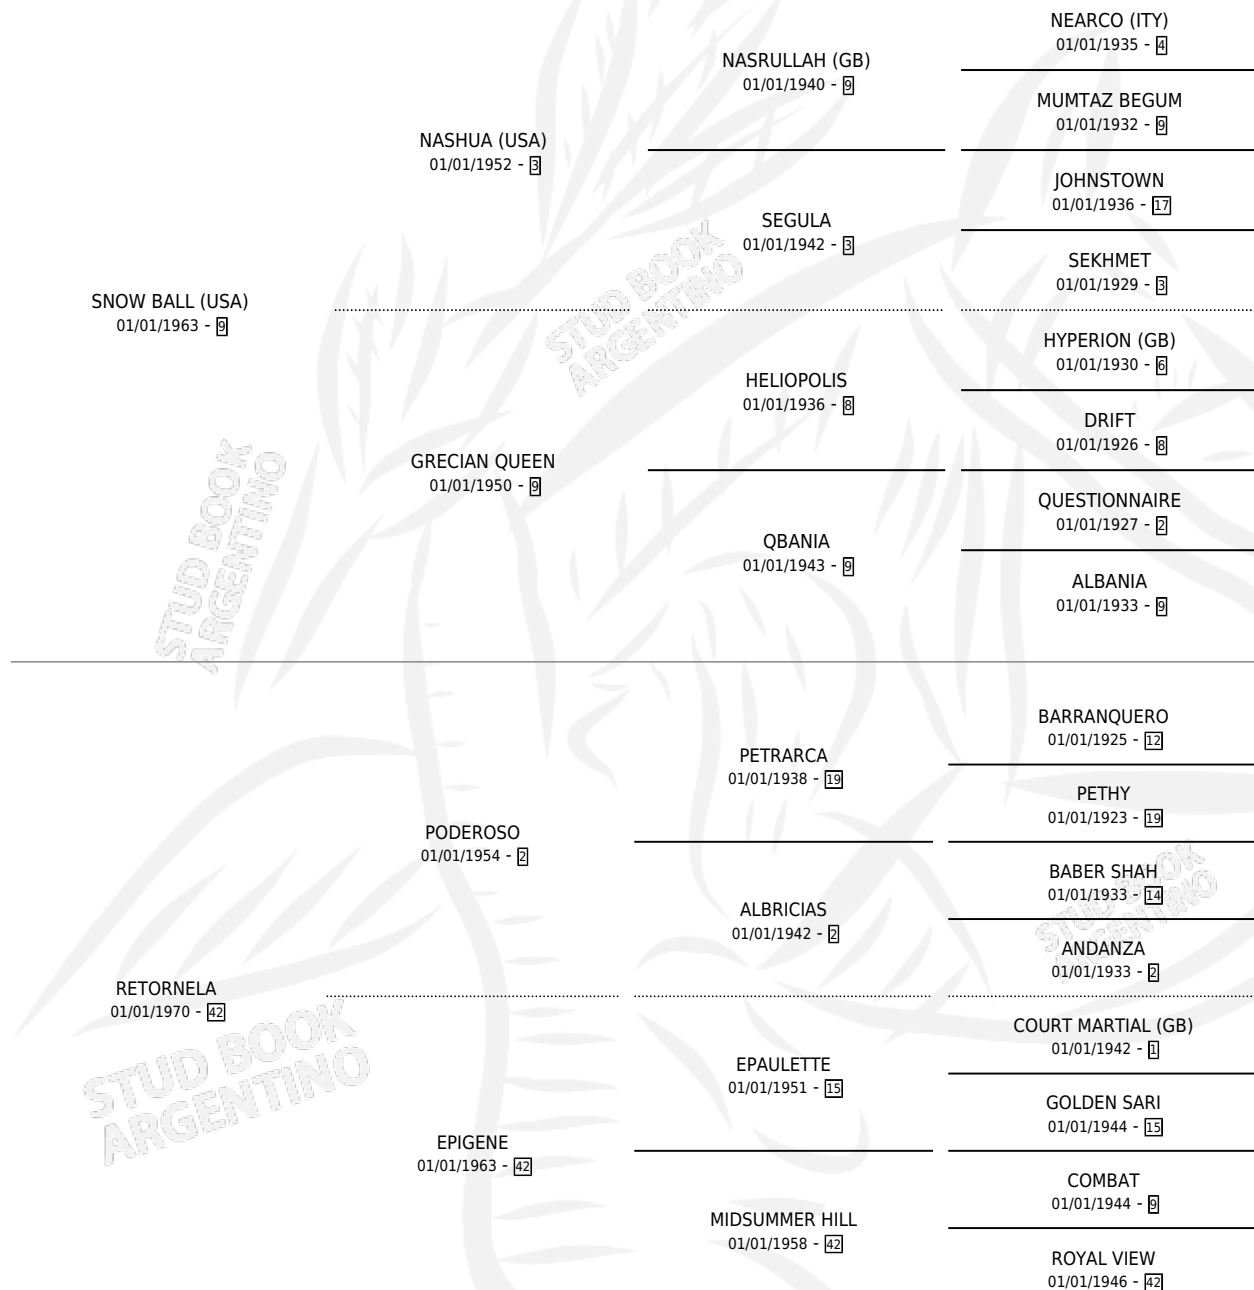 NEARCO (ITY)
01/01/1935 - 4
NASRULLAH (GB)
01/01/1940 - 9
MUMTAZ BEGUM
01/01/1932 - 9
NASHUA (USA)
01/01/1952 - 3
JOHNSTOWN
01/01/1936 - 17
SEGULA
01/01/1942 - 3
SEKHMET
01/01/1929 - 3
SNOW BALL (USA)
01/01/1963 - 9
HYPERION (GB)
01/01/1930 - 6
HELIOPOLIS
01/01/1936 - 8
DRIFT
01/01/1926 - 8
GRECIAN QUEEN
01/01/1950 - 9
QUESTIONNAIRE
01/01/1927 - 2
QBANIA
01/01/1943 - 9
ALBANIA
01/01/1933 - 9
BARRANQUERO
01/01/1925 - 12
PETRARCA
01/01/1938 - 19
PETHY
01/01/1923 - 19
PODEROSO
01/01/1954 - 2
BABER SHAH
01/01/1933 - 14
ALBRICIAS
01/01/1942 - 2
ANDANZA
01/01/1933 - 2
RETORNELA
01/01/1970 - 42
COURT MARTIAL (GB)
01/01/1942 - 1
EPAULETTE
01/01/1951 - 15
GOLDEN SARI
01/01/1944 - 15
EPIGENE
01/01/1963 - 42
COMBAT
01/01/1944 - 9
MIDSUMMER HILL
01/01/1958 - 42
ROYAL VIEW
01/01/1946 - 42
STUD BOOK
ARGENTINO
STUD BOOK
ARGENTINO
STUD BOOK
ARGENTINO
STUD BOOK
ARGENTINO